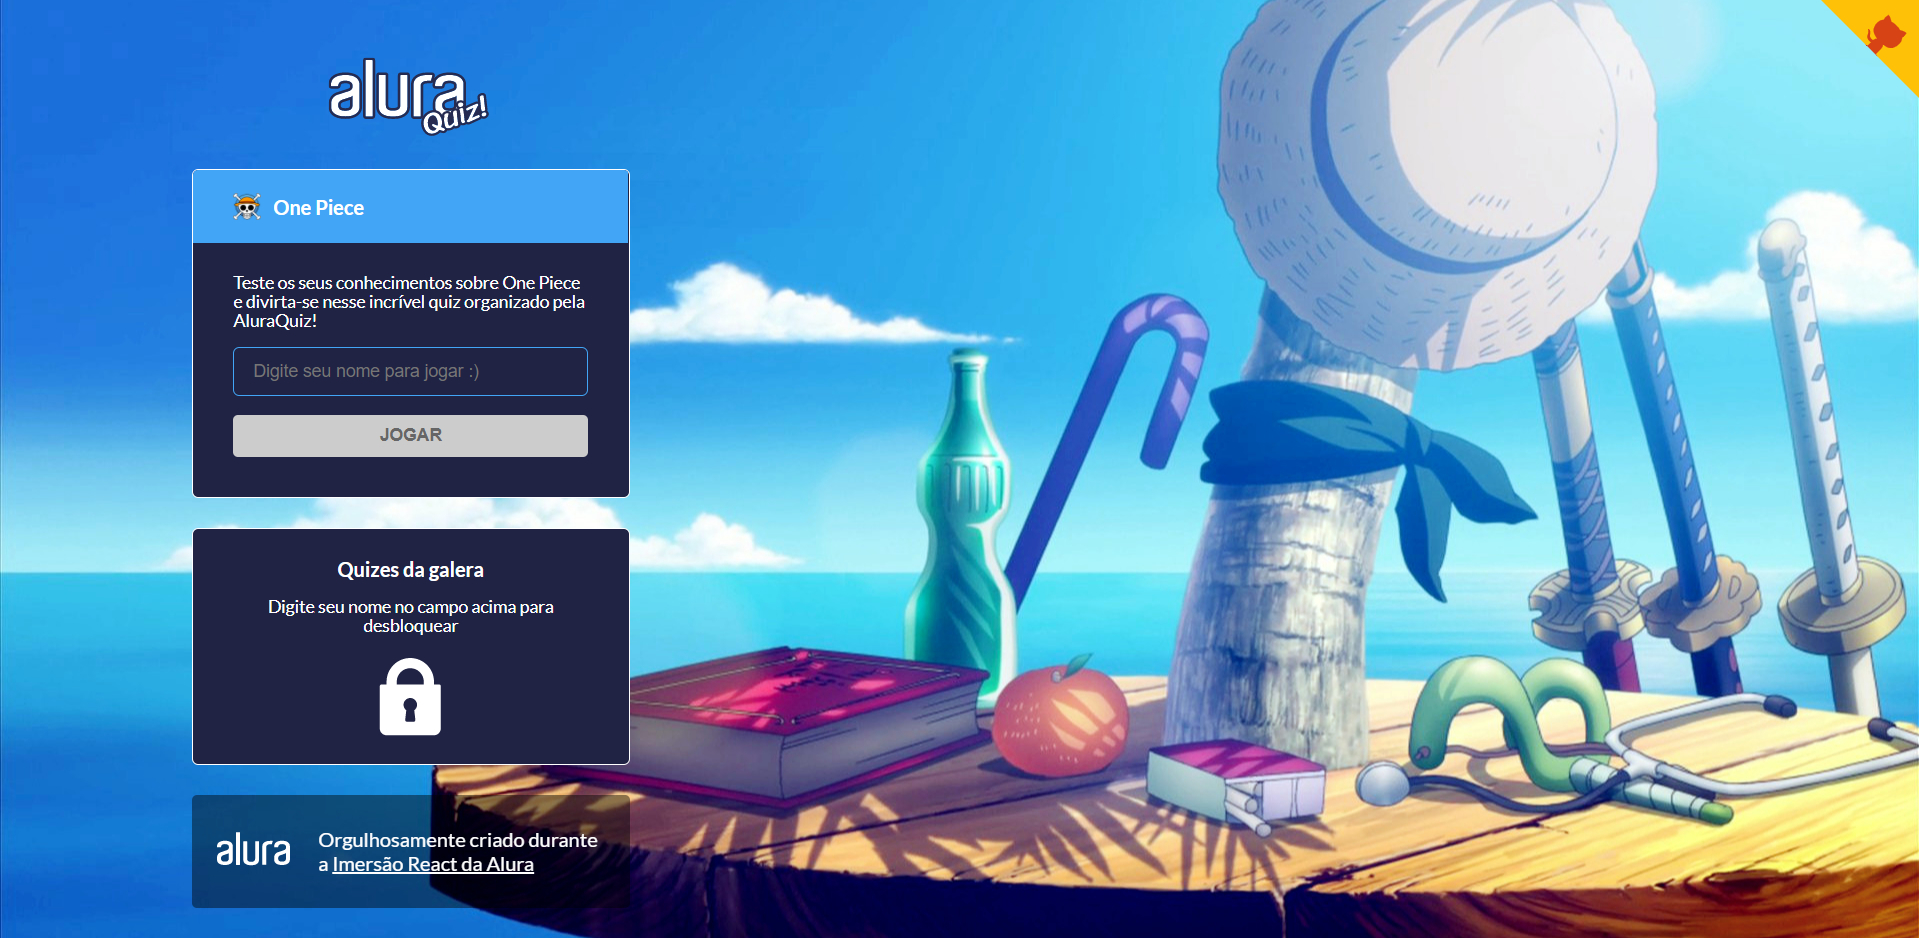 alura
Quiz!
One Piece
Teste os seus conhecimentos sobre One Piece
e divirta-se nesse incrível quiz organizado pela
AluraQuiz!
Digite seu nome para jogar :)
JOGAR
Quizes da galera
Digite seu nome no campo acima para
desbloquear
alura
Orgulhosamente criado durante
a Imersão React da Alura